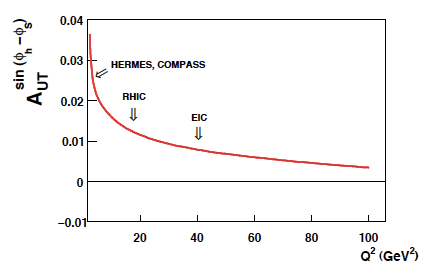 0.04
sin (ϕh −ϕS)
AUT
0.03
HERMES, COMPASS
RHIC
0.02
EIC
0.01
0
−0.01
20 40 60 80 100
Q² (GeV²)